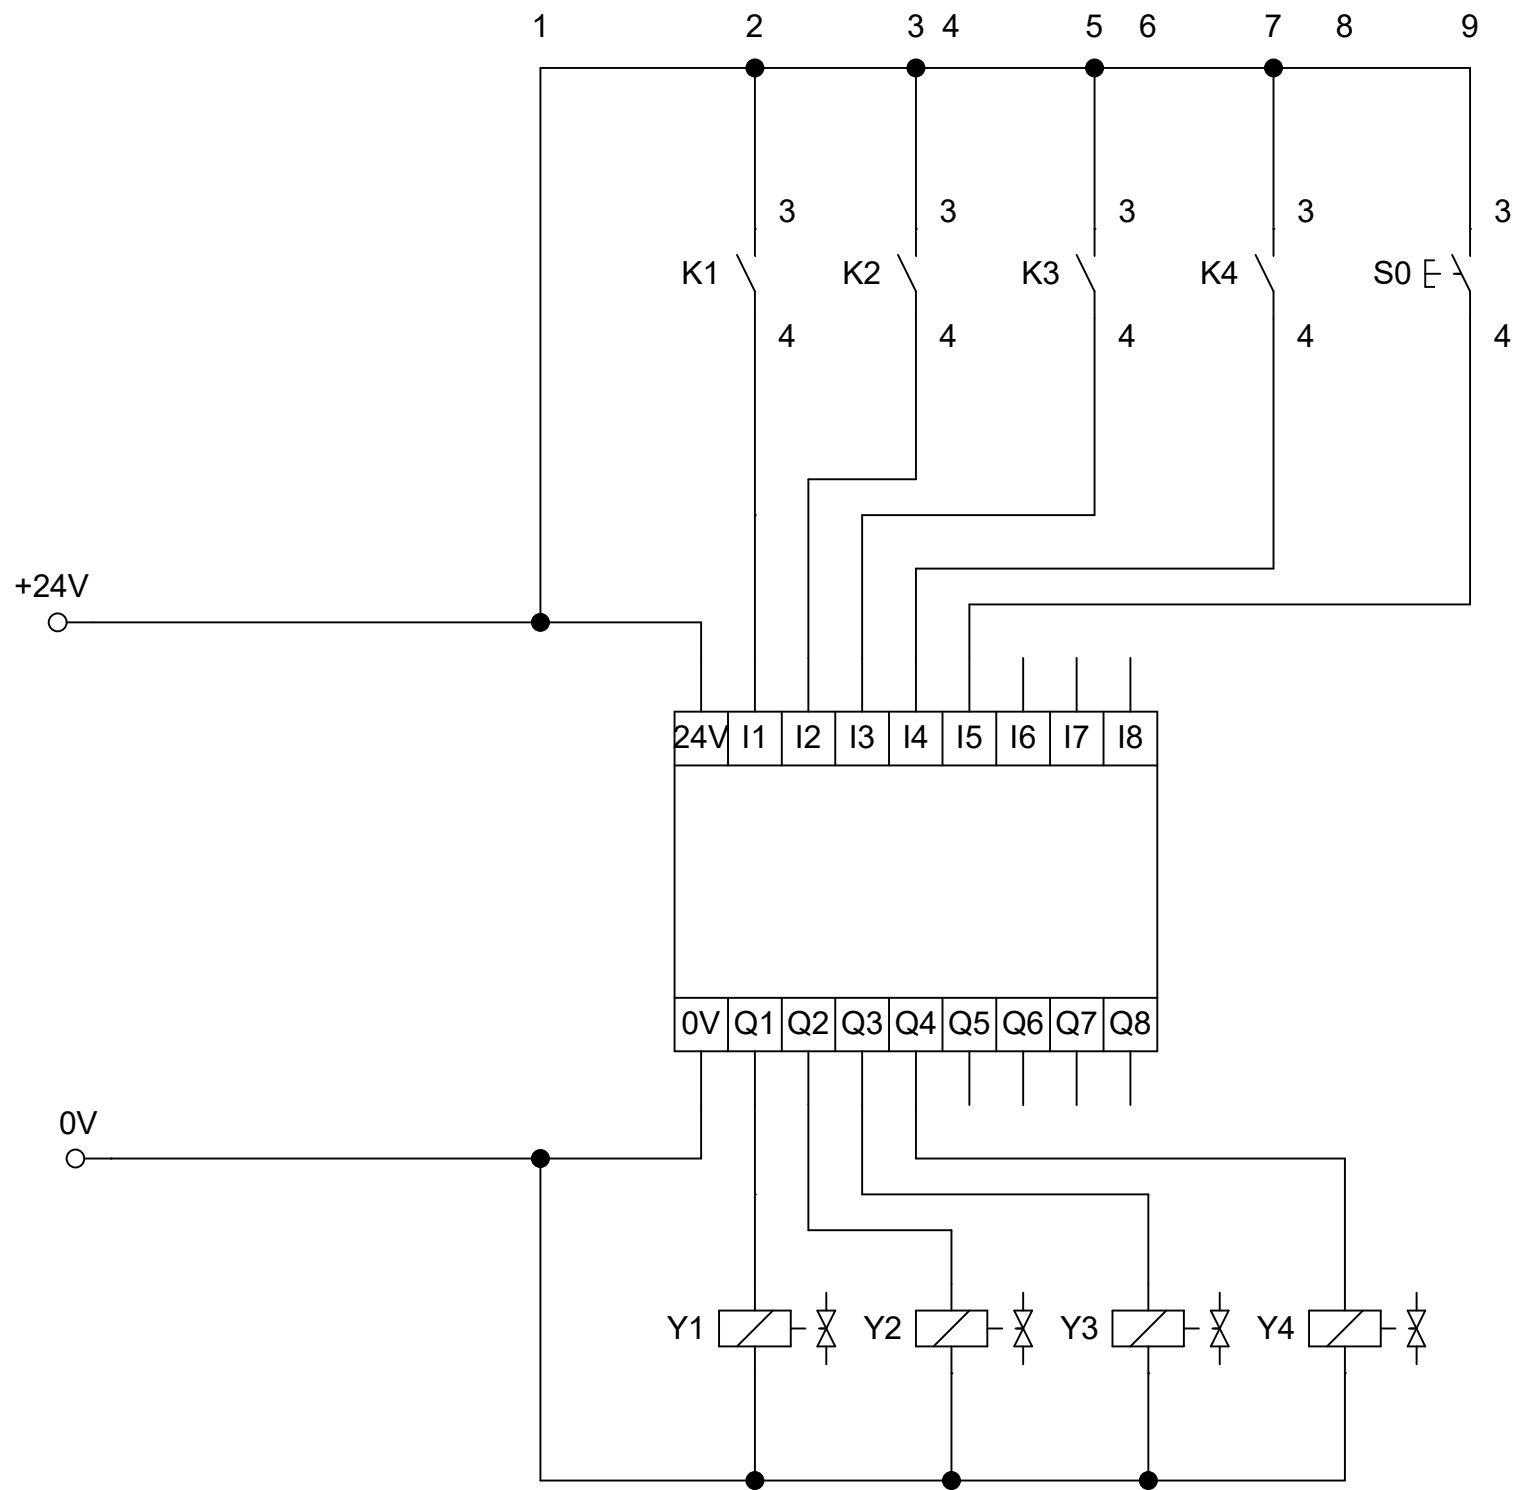 1 2 3 4 5 6 7 8 9
3 3 3 3 3
K1 K2 K3 K4 S0
4 4 4 4 4
+24V
24V I1 I2 I3 I4 I5 I6 I7 I8
0V Q1 Q2 Q3 Q4 Q5 Q6 Q7 Q8
0V
Y1 Y2 Y3 Y4